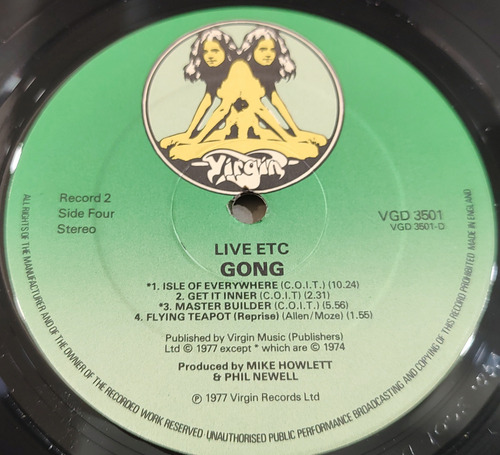 Virgin
Record 2
Side Four
Stereo
VGD 3501
VGD 3501-D
LIVE ETC
GONG
*1. ISLE OF EVERYWHERE (C.O.I.T.) (10.24)
2. GET IT INNER (C.O.I.T) (2.31)
*3. MASTER BUILDER (C.O.I.T.) (5.56)
4. FLYING TEAPOT (Reprise) (Allen/Moze) (1.55)
Published by Virgin Music (Publishers)
Ltd © 1977 except * which are © 1974
Produced by MIKE HOWLETT
& PHIL NEWELL
℗ 1977 Virgin Records Ltd
ALL RIGHTS OF THE MANUFACTURER AND OF THE OWNER OF THE RECORDED WORK RESERVED UNAUTHORISED PUBLIC PERFORMANCE BROADCASTING AND COPYING OF THIS RECORD PROHIBITED MADE IN ENGLAND